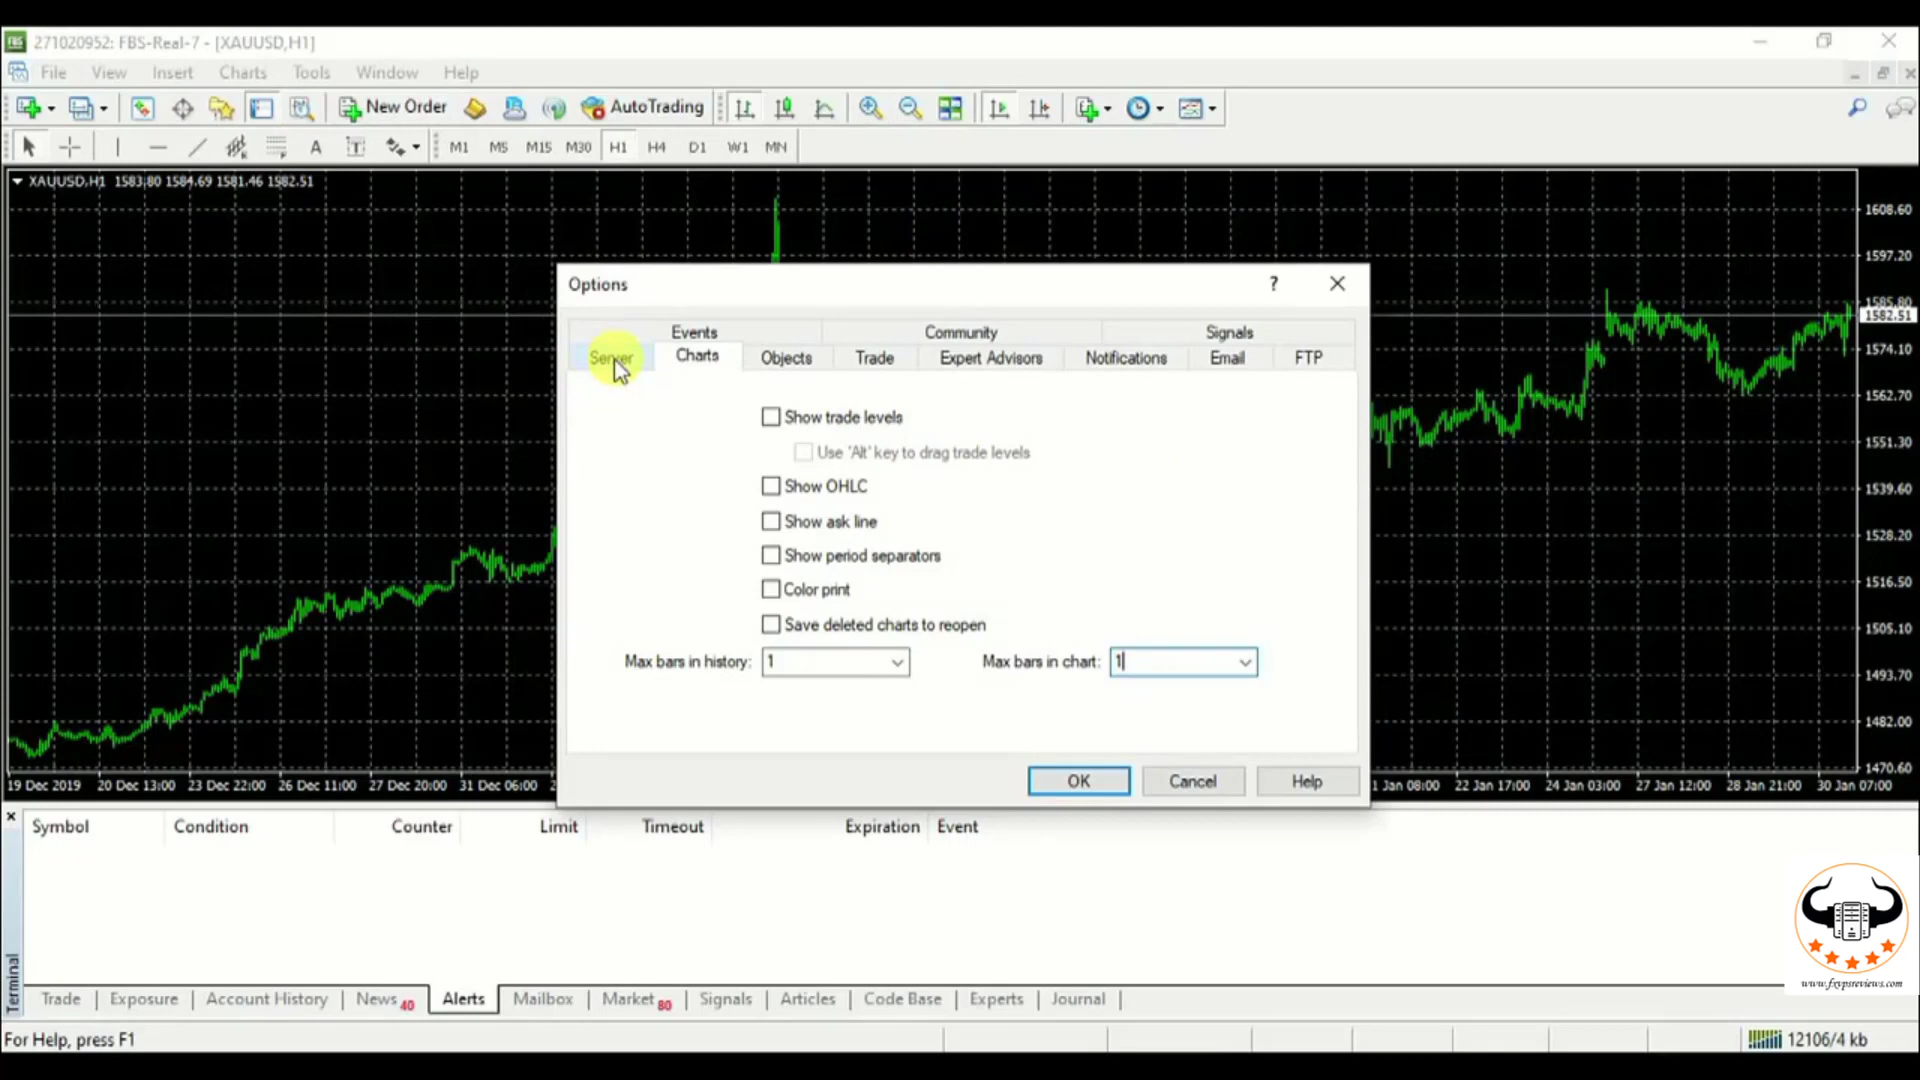 FBS 271020952: FBS-Real-7 - [XAUUSD,H1]
File View Insert Charts Tools Window Help
New Order AutoTrading
A T M1 M5 M15 M30 H1 H4 D1 W1 MN
XAUUSD,H1 1583.80 1584.69 1581.46 1582.51
1608.60
1597.20
1585.80
1582.51
1574.10
1562.70
1551.30
1539.60
1528.20
1516.50
1505.10
1493.70
1482.00
1470.60
Options ?
Events Community Signals
Server Charts Objects Trade Expert Advisors Notifications Email FTP
Show trade levels
Use 'Alt' key to drag trade levels
Show OHLC
Show ask line
Show period separators
Color print
Save deleted charts to reopen
Max bars in history: 1 Max bars in chart: 1
OK Cancel Help
19 Dec 2019 20 Dec 13:00 23 Dec 22:00 26 Dec 11:00 27 Dec 20:00 31 Dec 06:00 1 Jan 08:00 22 Jan 17:00 24 Jan 03:00 27 Jan 12:00 28 Jan 21:00 30 Jan 07:00
Symbol Condition Counter Limit Timeout Expiration Event
www.fxvpsreviews.com
Terminal
Trade Exposure Account History News 40 Alerts Mailbox Market 80 Signals Articles Code Base Experts Journal
For Help, press F1 12106/4 kb